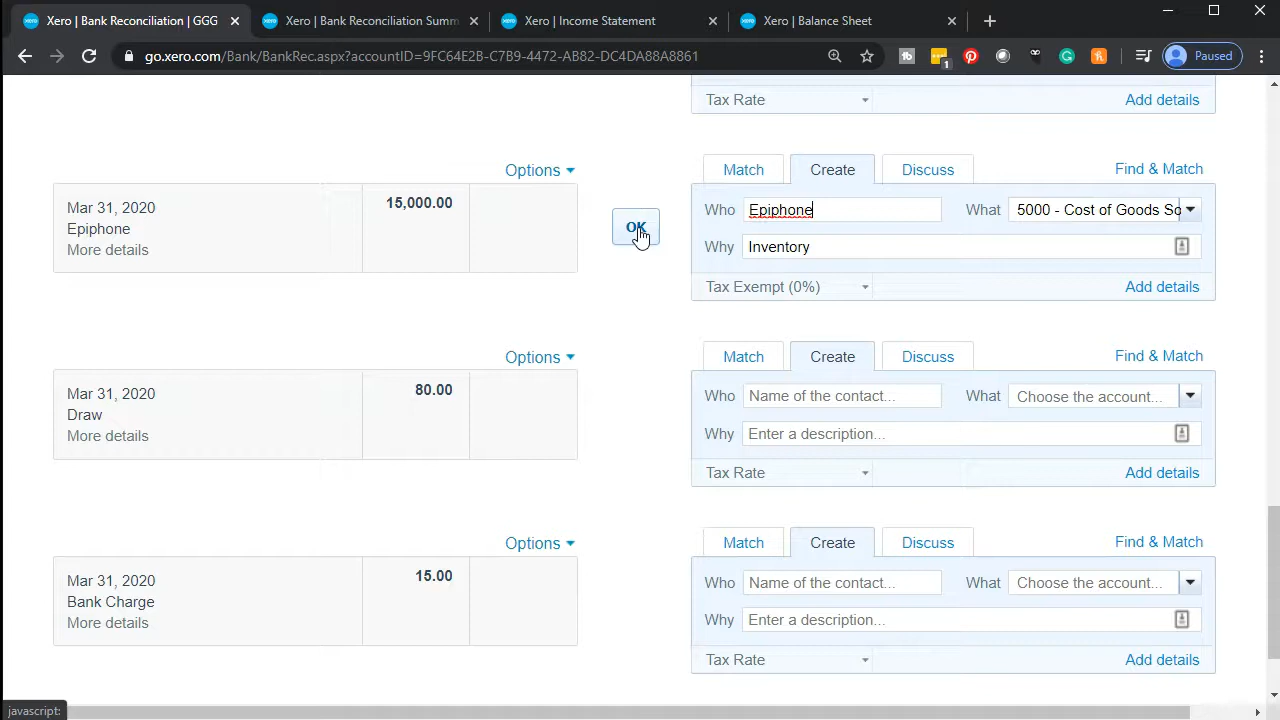 Xero | Bank Reconciliation | GGG
Xero | Bank Reconciliation Summ
Xero | Income Statement
Xero | Balance Sheet
go.xero.com/Bank/BankRec.aspx?accountID=9FC64E2B-C7B9-4472-AB82-DC4DA88A8861
1
Paused
Tax Rate
Add details
Options
Match
Create
Discuss
Find & Match
Mar 31, 2020
15,000.00
Epiphone
More details
OK
Who
Epiphone
What
5000 - Cost of Goods So
Why
Inventory
Tax Exempt (0%)
Add details
Options
Match
Create
Discuss
Find & Match
Mar 31, 2020
80.00
Draw
More details
Who
Name of the contact...
What
Choose the account...
Why
Enter a description...
Tax Rate
Add details
Options
Match
Create
Discuss
Find & Match
Mar 31, 2020
15.00
Bank Charge
More details
Who
Name of the contact...
What
Choose the account...
Why
Enter a description...
Tax Rate
Add details
javascript: